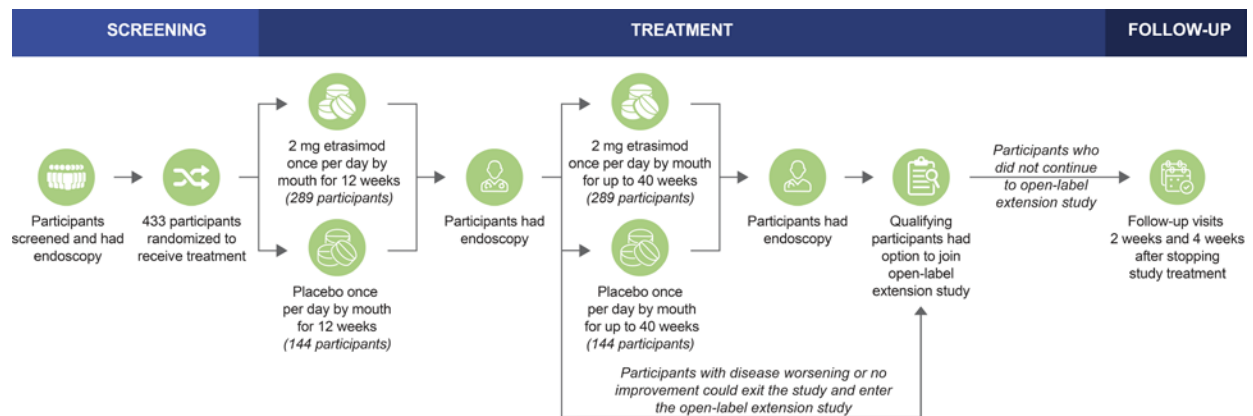 SCREENING
TREATMENT
FOLLOW-UP
Participants
screened and had
endoscopy
433 participants
randomized to
receive treatment
2 mg etrasimod
once per day by
mouth for 12 weeks
(289 participants)
Placebo once
per day by mouth
for 12 weeks
(144 participants)
Participants had
endoscopy
2 mg etrasimod
once per day by mouth
for up to 40 weeks
(289 participants)
Placebo once
per day by mouth
for up to 40 weeks
(144 participants)
Participants with disease worsening or no
improvement could exit the study and enter
the open-label extension study
Participants had
endoscopy
Qualifying
participants had
option to join
open-label
extension study
Participants who
did not continue
to open-label
extension study
Follow-up visits
2 weeks and 4 weeks
after stopping
study treatment